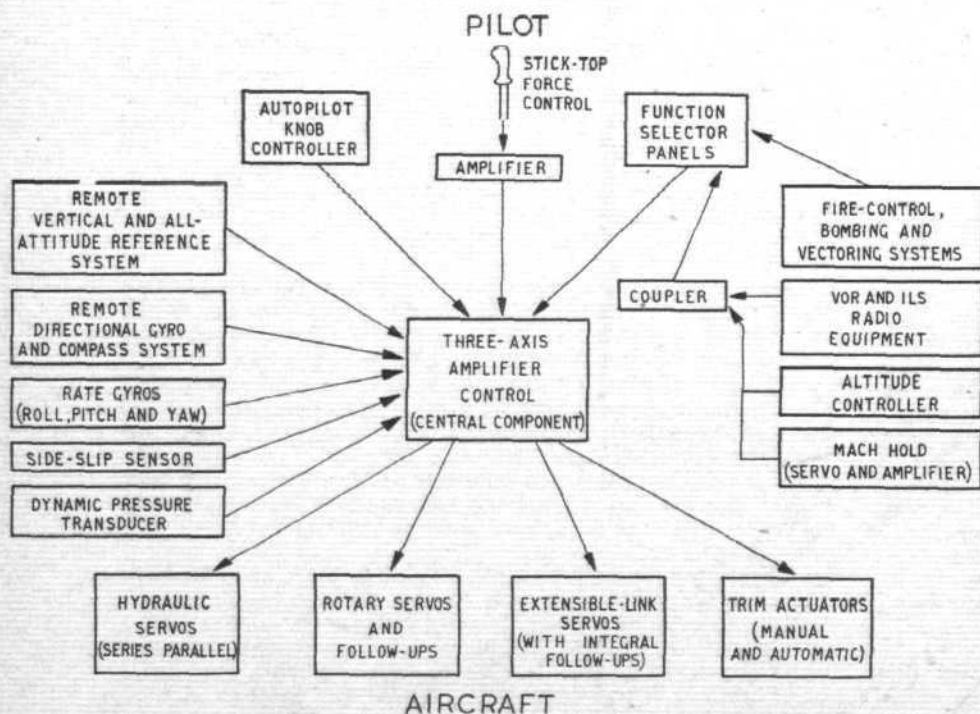 PILOT
STICK-TOP
FORCE
CONTROL
AUTOPILOT
KNOB
CONTROLLER
AMPLIFIER
FUNCTION
SELECTOR
PANELS
REMOTE
VERTICAL AND ALL-
ATTITUDE REFERENCE
SYSTEM
FIRE-CONTROL,
BOMBING AND
VECTORING SYSTEMS
REMOTE
DIRECTIONAL GYRO
AND COMPASS SYSTEM
COUPLER
VOR AND ILS
RADIO
EQUIPMENT
THREE-AXIS
AMPLIFIER
CONTROL
(CENTRAL COMPONENT)
RATE GYROS
(ROLL, PITCH AND YAW)
ALTITUDE
CONTROLLER
SIDE-SLIP SENSOR
MACH HOLD
(SERVO AND AMPLIFIER)
DYNAMIC PRESSURE
TRANSDUCER
HYDRAULIC
SERVOS
(SERIES PARALLEL)
ROTARY SERVOS
AND
FOLLOW-UPS
EXTENSIBLE-LINK
SERVOS
(WITH INTEGRAL
FOLLOW-UPS)
TRIM ACTUATORS
(MANUAL
AND AUTOMATIC)
AIRCRAFT